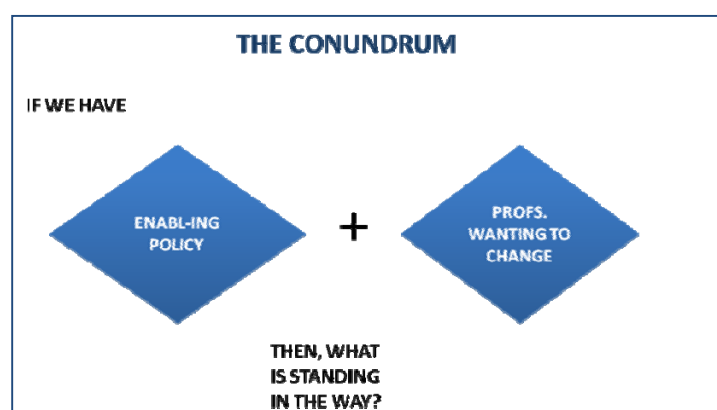 THE CONUNDRUM
IF WE HAVE
ENABL-ING
POLICY
+
PROFS.
WANTING TO
CHANGE
THEN, WHAT
IS STANDING
IN THE WAY?